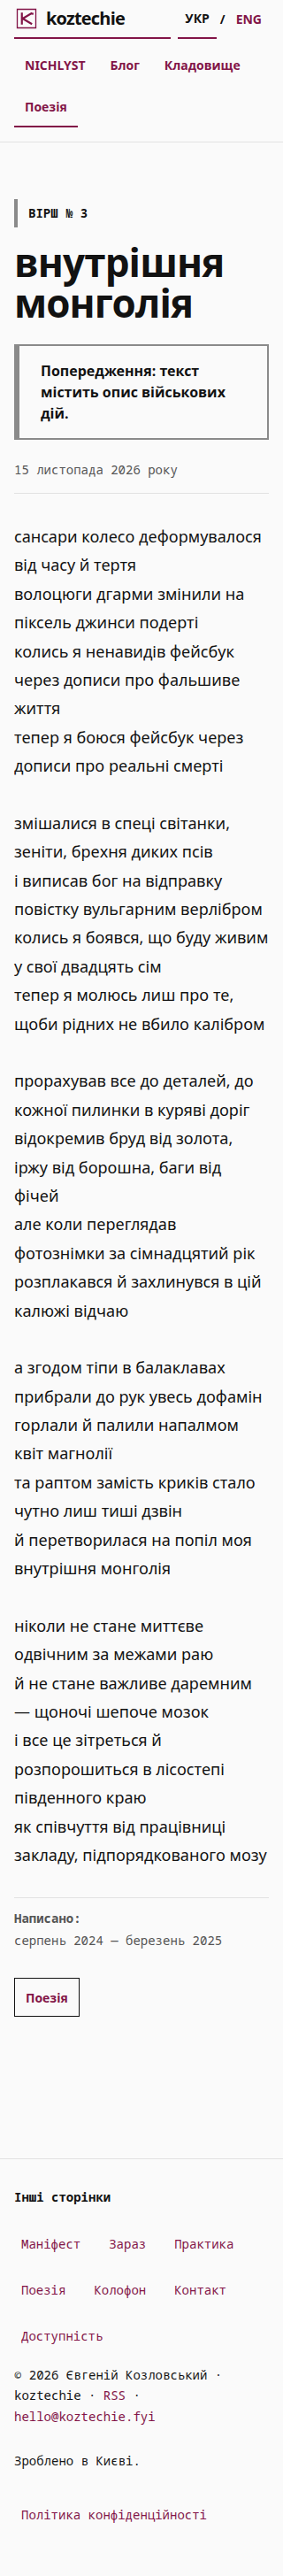 koztechie
УКР / ENG
NICHLYST Блог Кладовище
Поезія
ВІРШ № 3
внутрішня
монголія
Попередження: текст
містить опис військових
дій.
15 листопада 2026 року
сансари колесо деформувалося
від часу й тертя
волоцюги дгарми змінили на
піксель джинси подерті
колись я ненавидів фейсбук
через дописи про фальшиве
життя
тепер я боюся фейсбук через
дописи про реальні смерті
змішалися в спеці світанки,
зеніти, брехня диких псів
і виписав бог на відправку
повістку вульгарним верлібром
колись я боявся, що буду живим
у свої двадцять сім
тепер я молюсь лиш про те,
щоби рідних не вбило калібром
прорахував все до деталей, до
кожної пилинки в куряві доріг
відокремив бруд від золота,
іржу від борошна, баги від
фічей
але коли переглядав
фотознімки за сімнадцятий рік
розплакався й захлинувся в цій
калюжі відчаю
а згодом тіпи в балаклавах
прибрали до рук увесь дофамін
горлали й палили напалмом
квіт магнолії
та раптом замість криків стало
чутно лиш тиші дзвін
й перетворилася на попіл моя
внутрішня монголія
ніколи не стане миттєве
одвічним за межами раю
й не стане важливе даремним
— щоночі шепоче мозок
і все це зітреться й
розпорошиться в лісостепі
південного краю
як співчуття від працівниці
закладу, підпорядкованого мозу
Написано:
серпень 2024 — березень 2025
Поезія
Інші сторінки
Маніфест Зараз Практика
Поезія Колофон Контакт
Доступність
© 2026 Євгеній Козловський ·
koztechie · RSS ·
hello@koztechie.fyi
Зроблено в Києві.
Політика конфіденційності